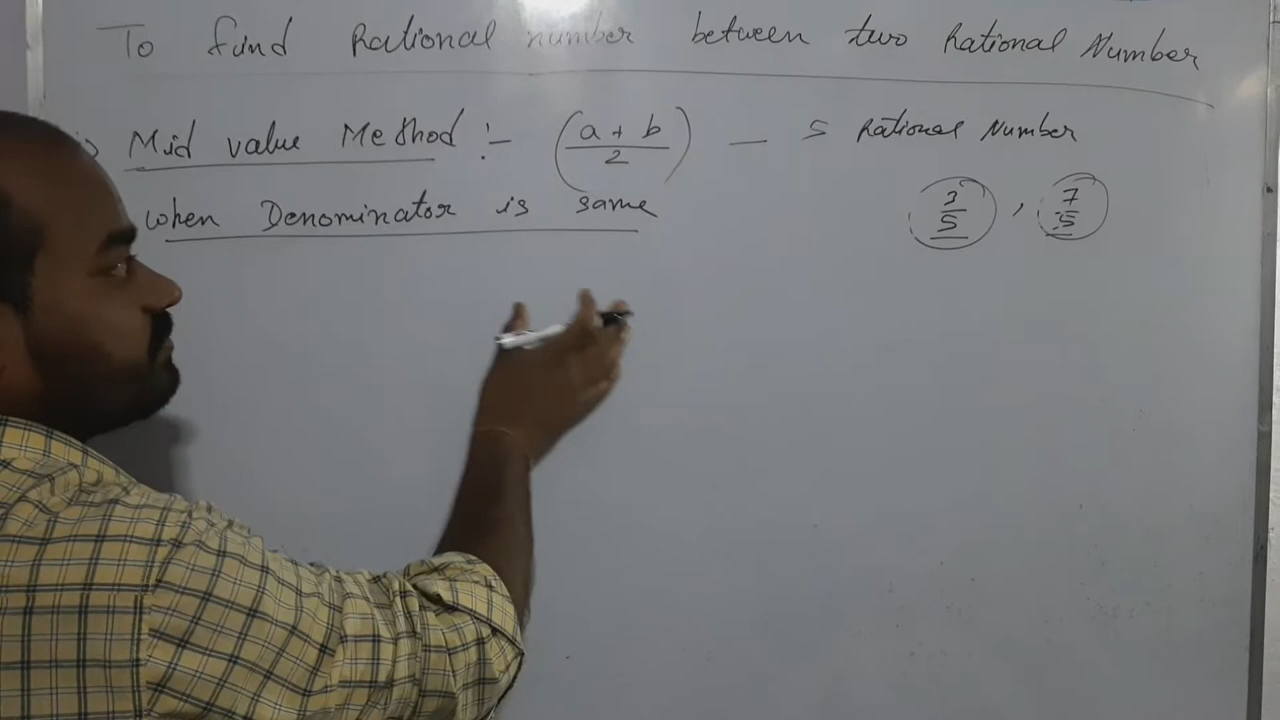 To find Rational number between two Rational Number
Mid value Method :- (a + b / 2) — 5 Rational Number
when Denominator is same
3/5 , 7/5